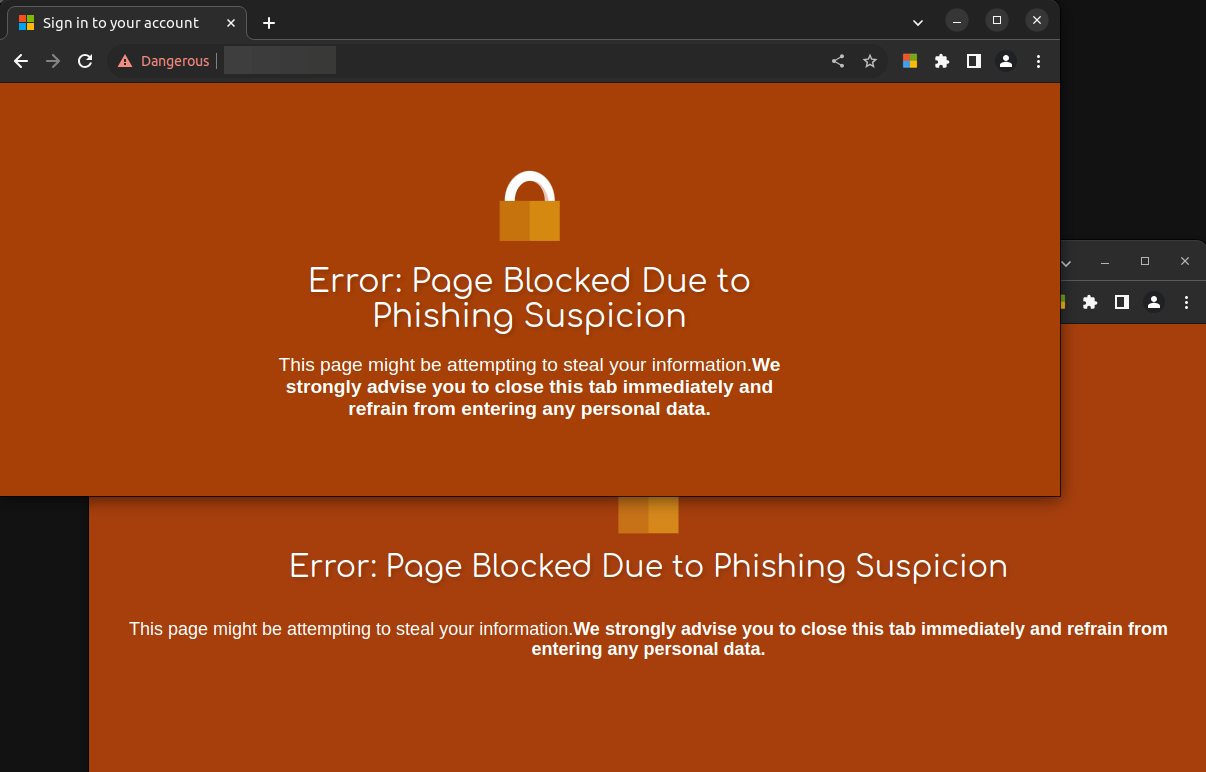 Sign in to your account
Dangerous
Error: Page Blocked Due to
Phishing Suspicion
This page might be attempting to steal your information.We
strongly advise you to close this tab immediately and
refrain from entering any personal data.
Error: Page Blocked Due to Phishing Suspicion
This page might be attempting to steal your information.We strongly advise you to close this tab immediately and refrain from
entering any personal data.